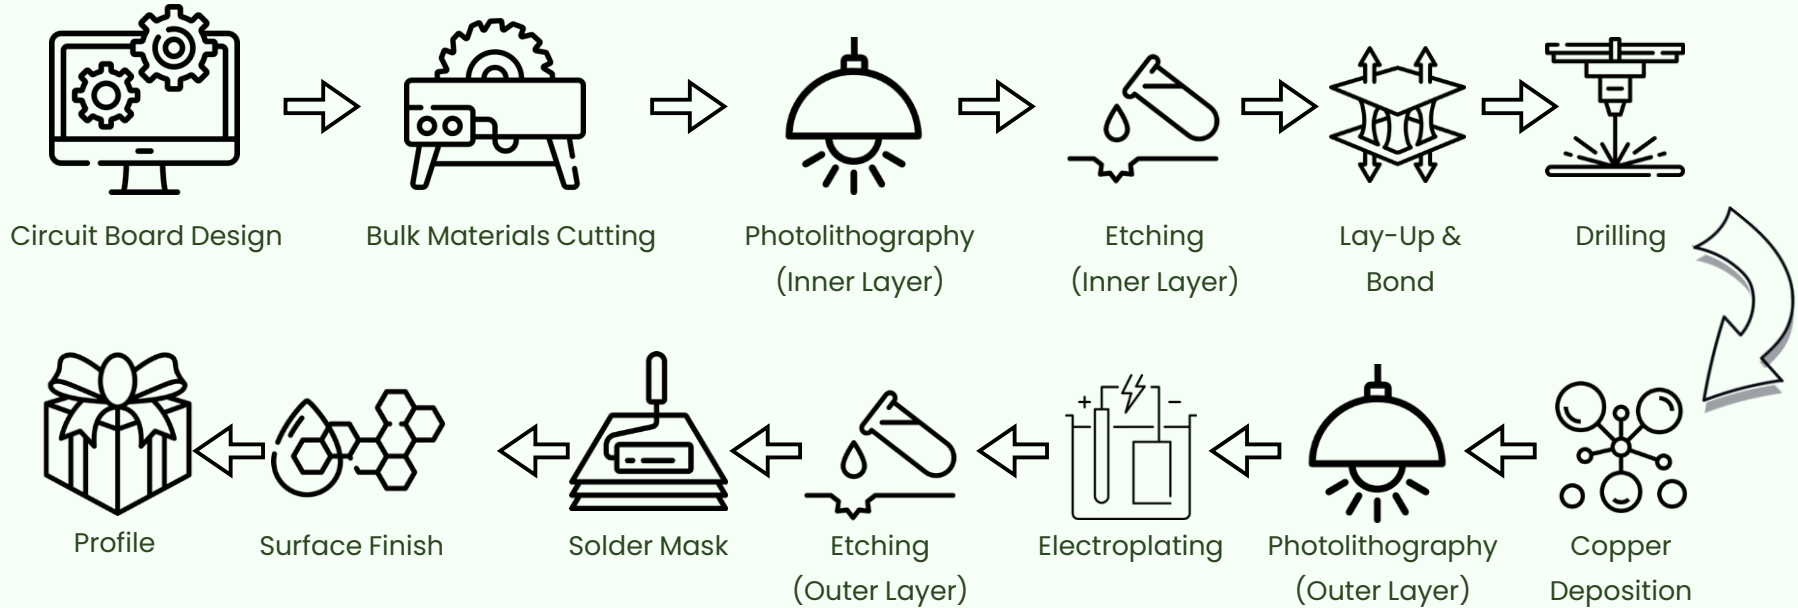 Circuit Board Design
Bulk Materials Cutting
Photolithography
(Inner Layer)
Etching
(Inner Layer)
Lay-Up &
Bond
Drilling
Copper
Deposition
Photolithography
(Outer Layer)
+ −
Electroplating
Etching
(Outer Layer)
Solder Mask
Surface Finish
Profile